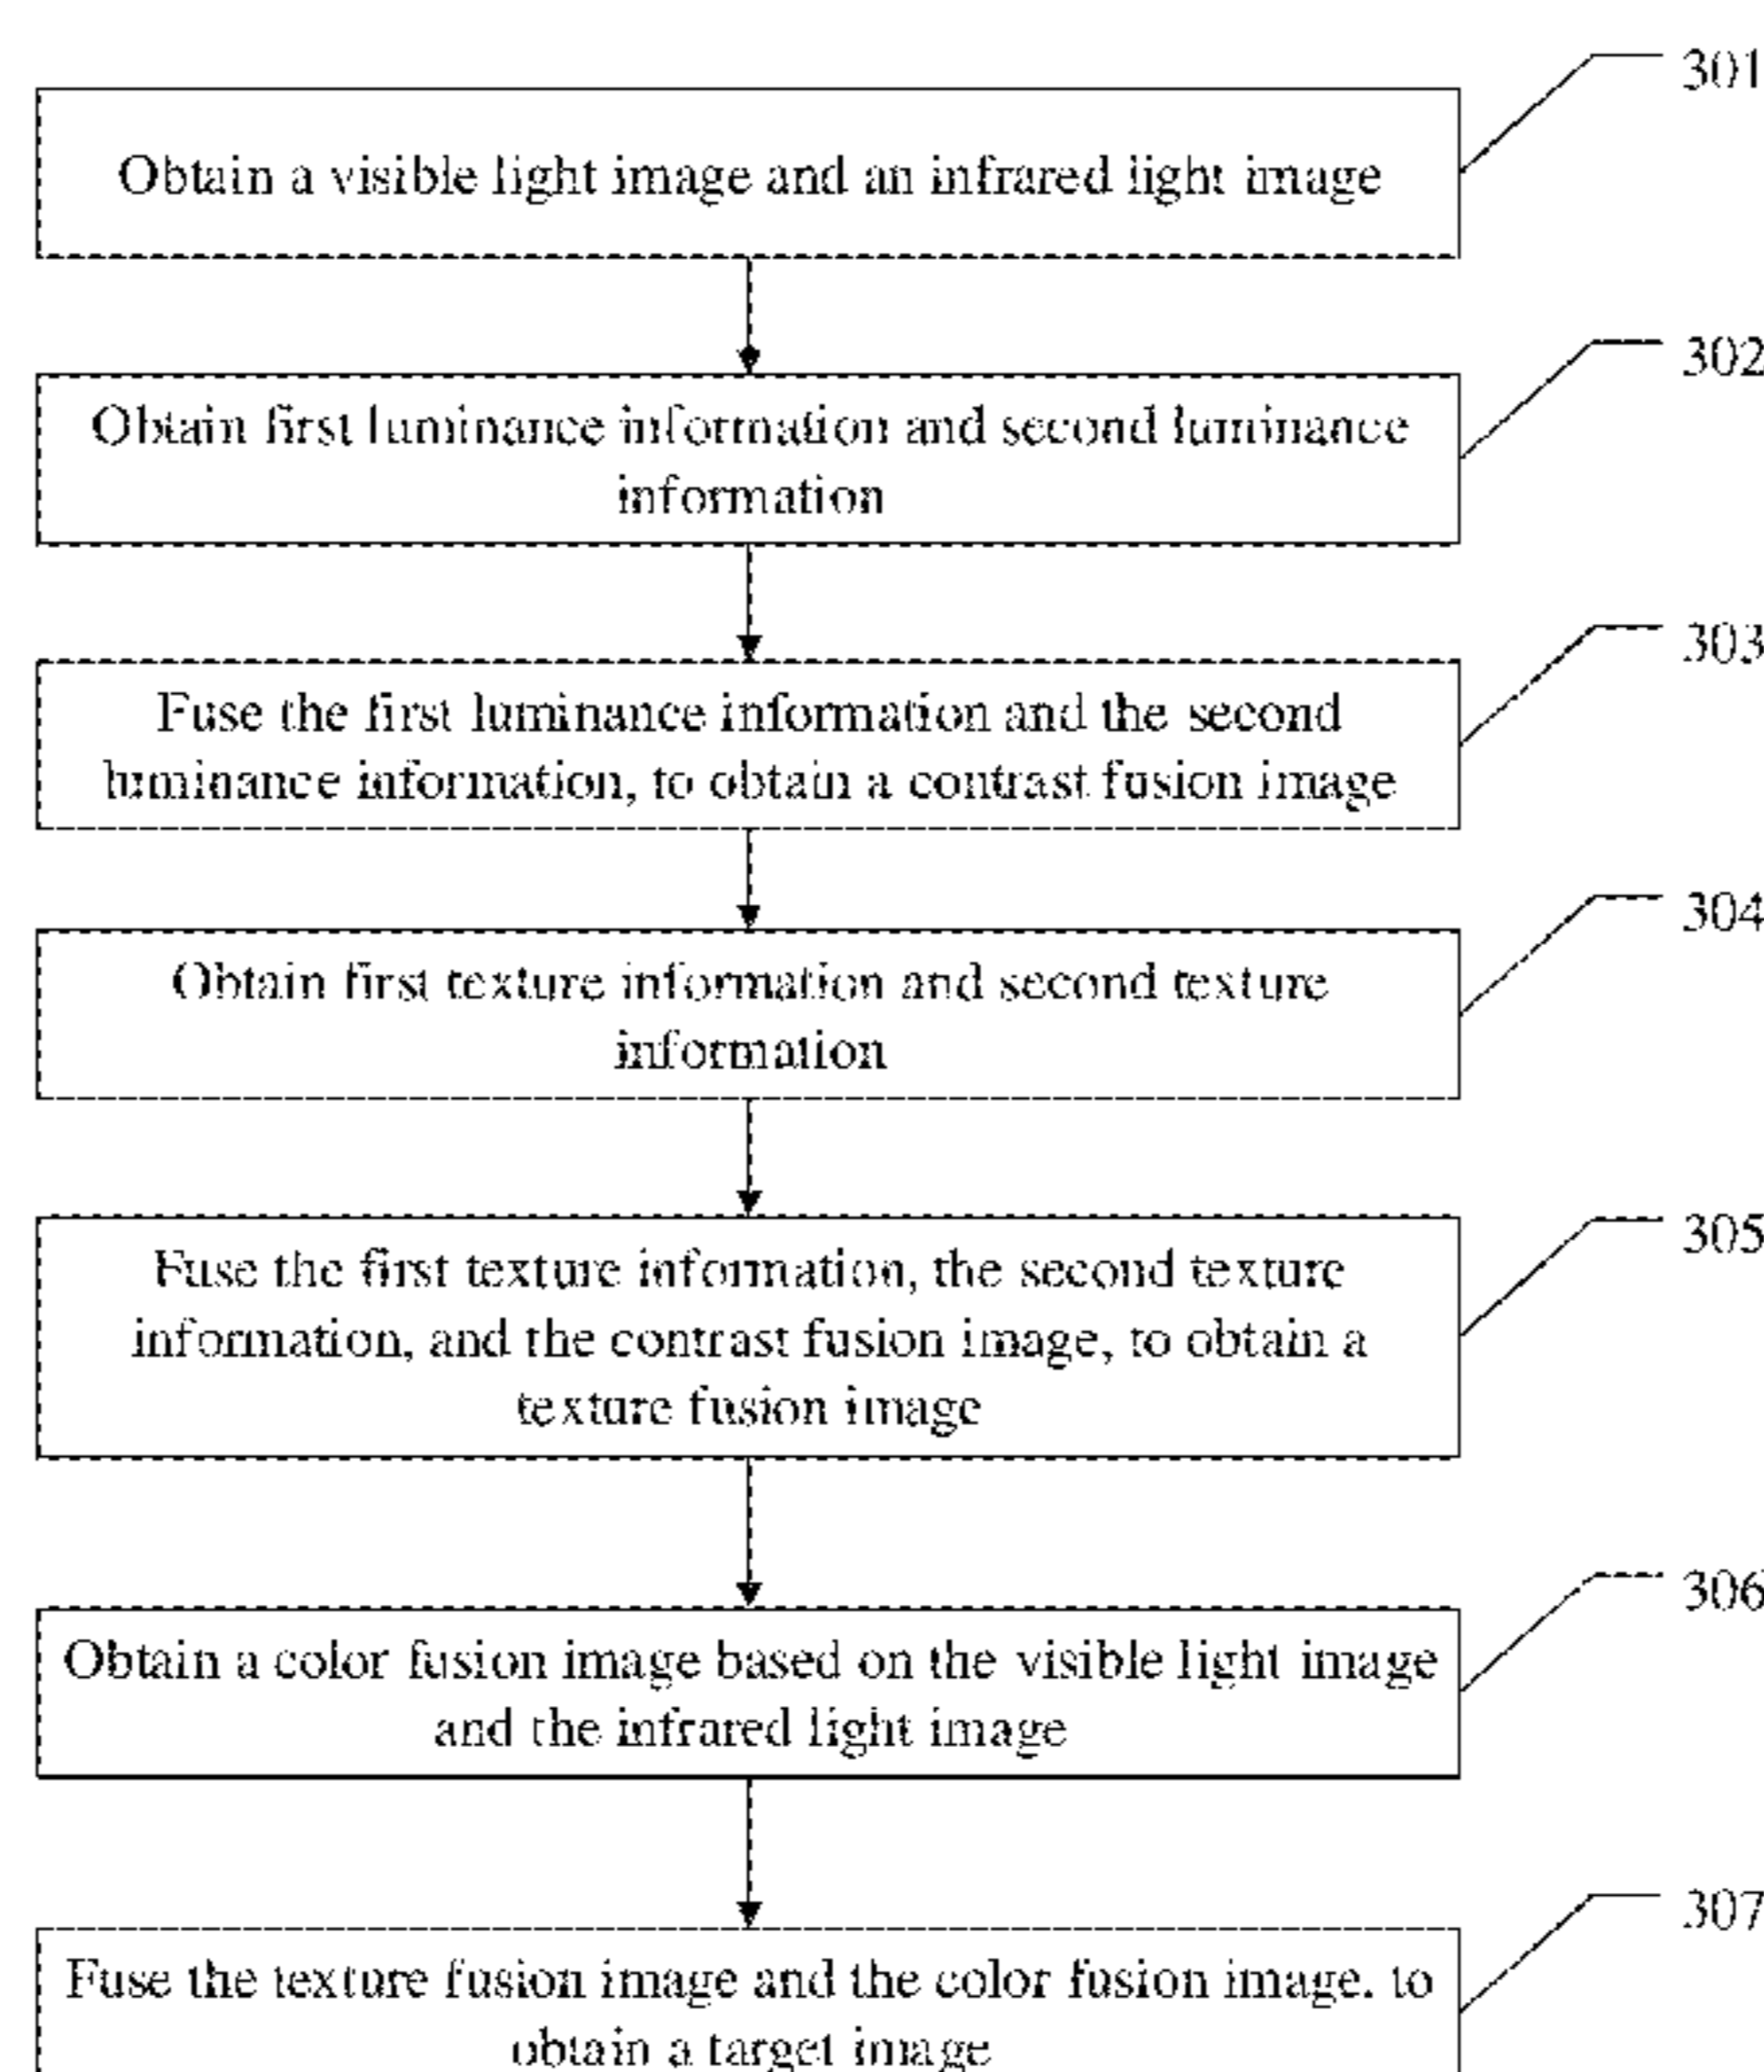 301
Obtain a visible light image and an infrared light image
302
Obtain first luminance information and second luminance
information
303
Fuse the first luminance information and the second
luminance information, to obtain a contrast fusion image
304
Obtain first texture information and second texture
information
305
Fuse the first texture information, the second texture
information, and the contrast fusion image, to obtain a
texture fusion image
306
Obtain a color fusion image based on the visible light image
and the infrared light image
307
Fuse the texture fusion image and the color fusion image, to
obtain a target image